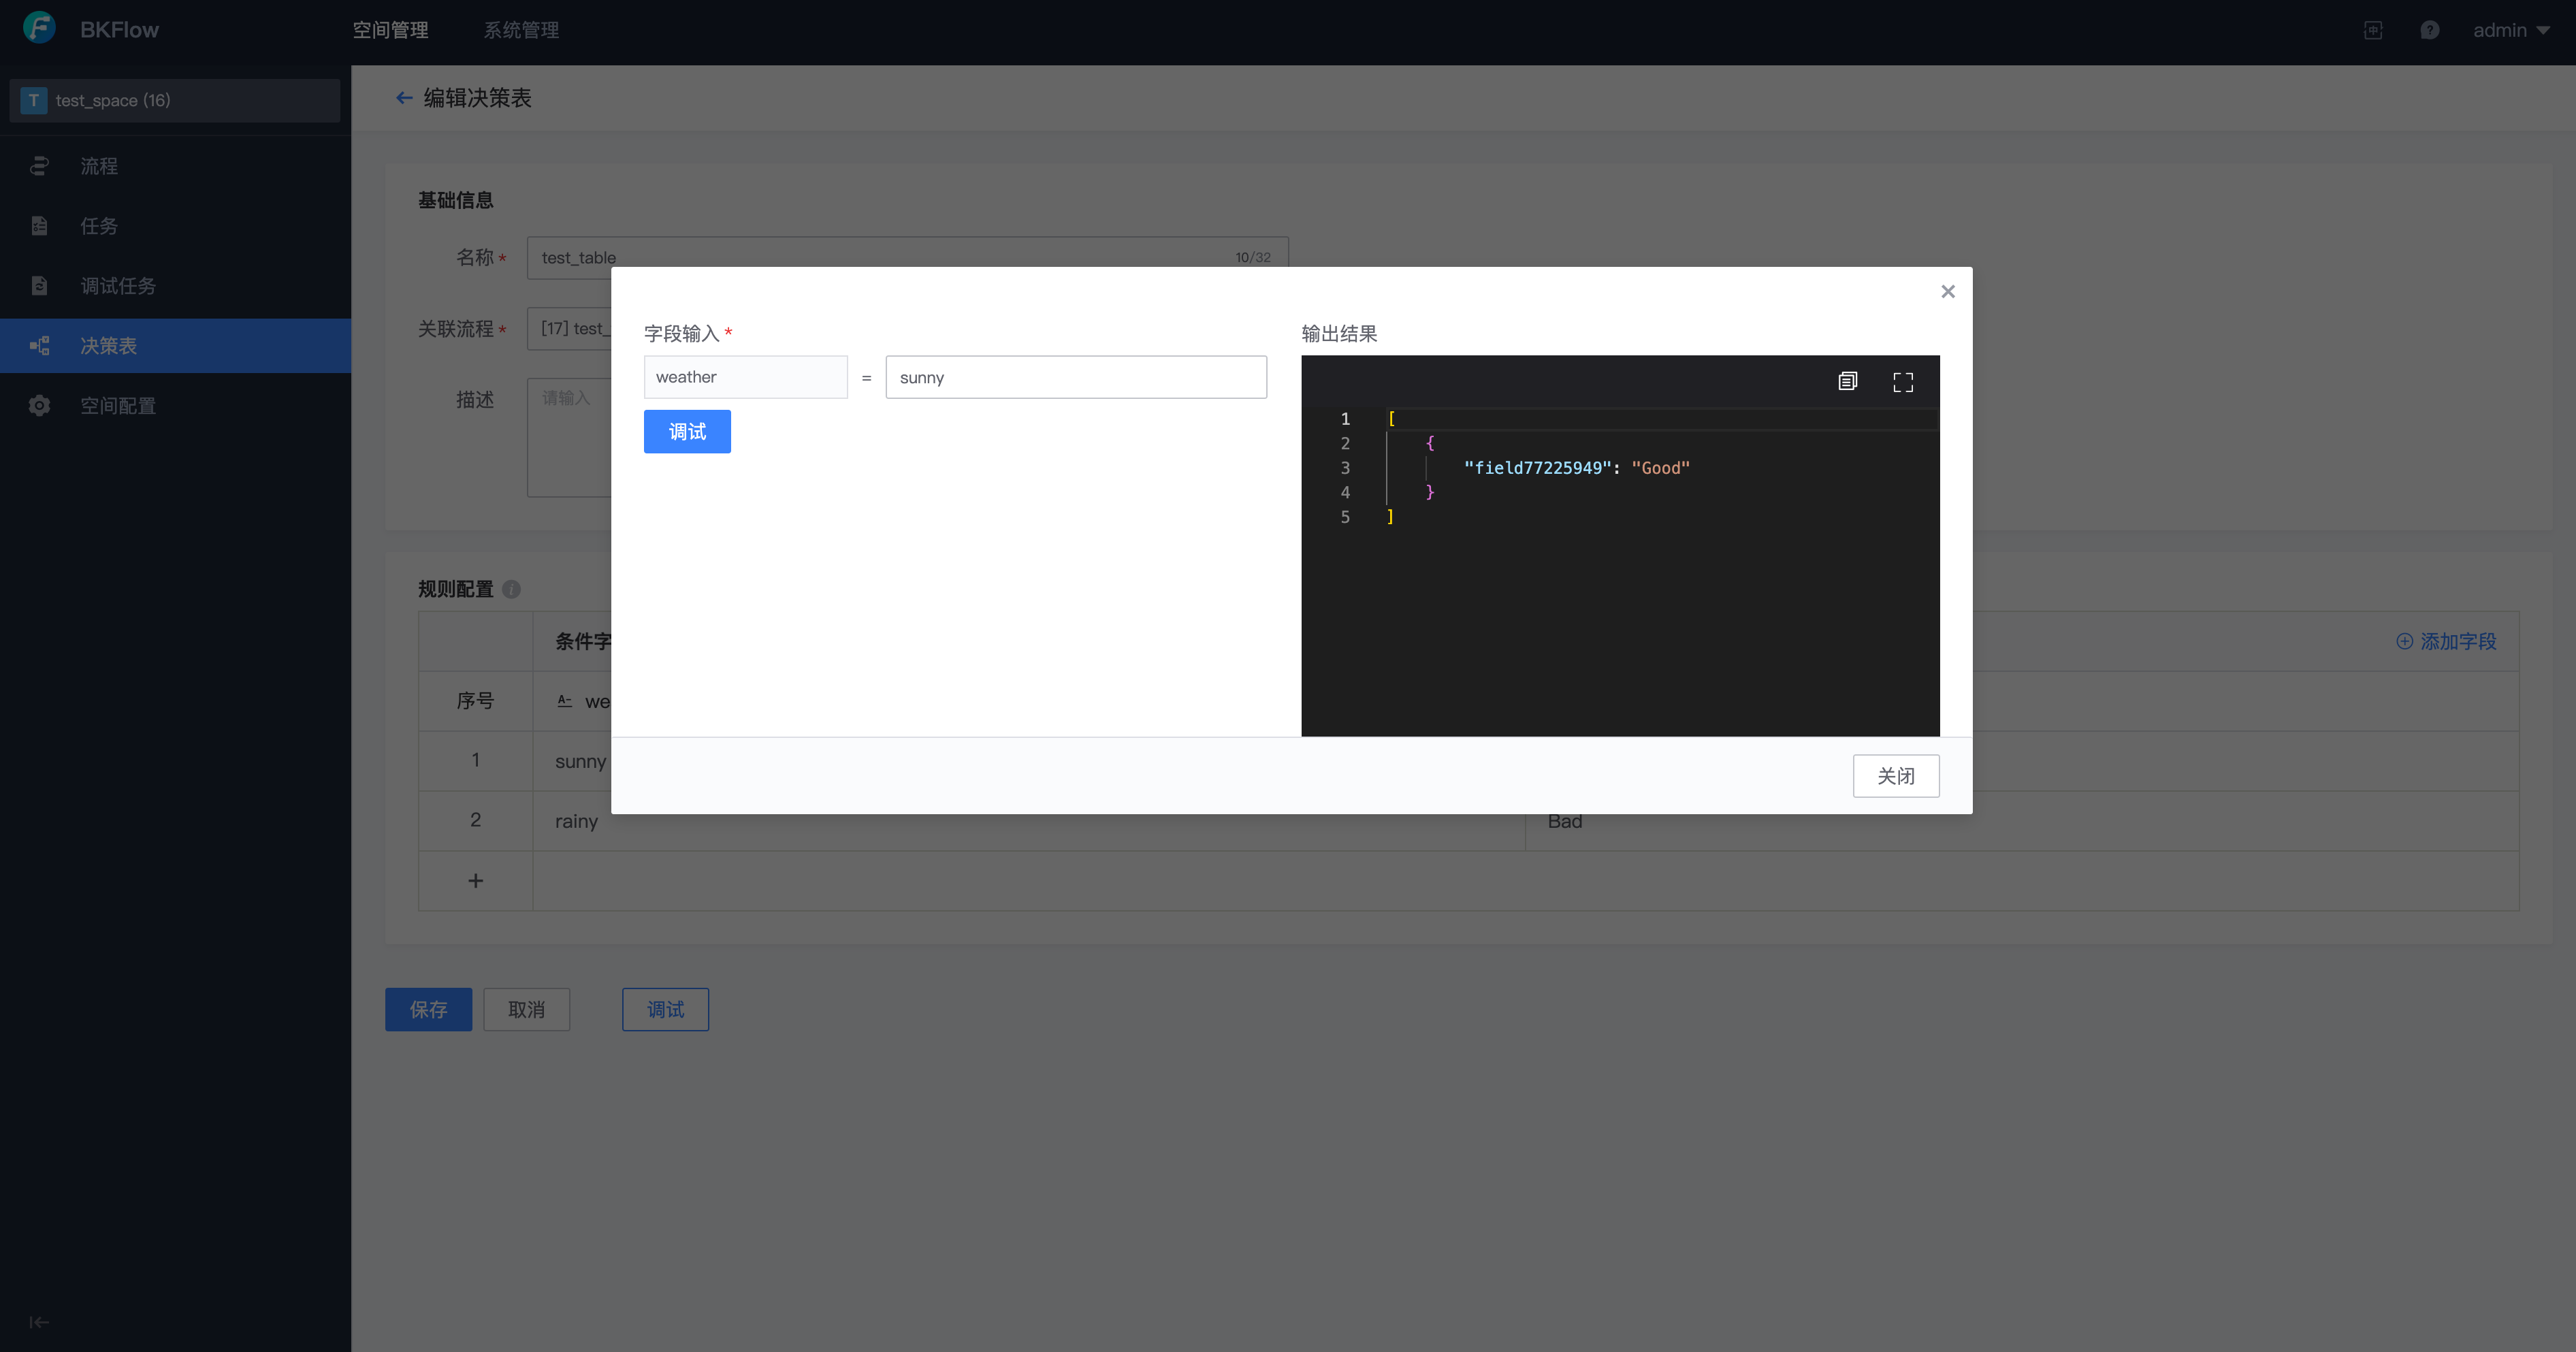 BKFlow
空间管理
系统管理
admin
T test_space (16)
流程
任务
调试任务
决策表
空间配置
编辑决策表
基础信息
名称 * test_table 10/32
关联流程 * [17] test_
描述 请输入
字段输入 *
weather = sunny
调试
输出结果
1 [
2 {
3 "field77225949": "Good"
4 }
5 ]
关闭
规则配置
条件字
添加字段
序号 we
1 sunny
2 rainy Bad
+
保存 取消 调试